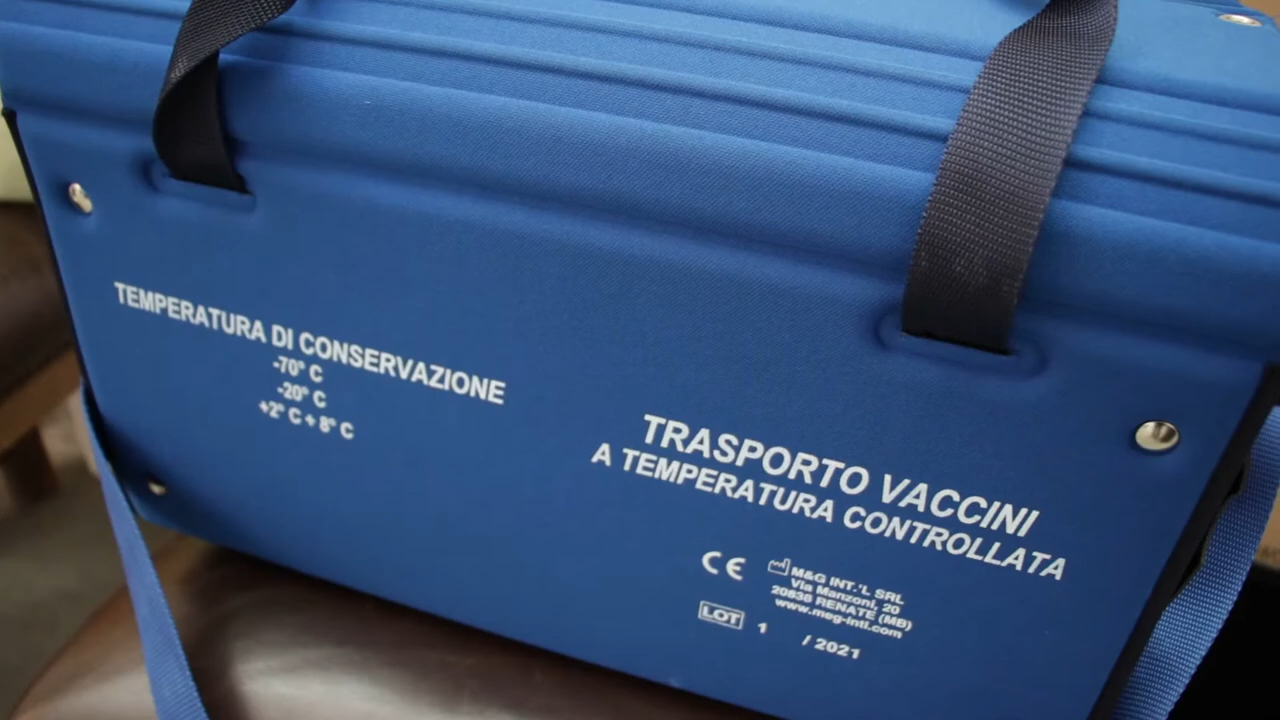 TEMPERATURA DI CONSERVAZIONE
-70° C
-20° C
+2° C + 8° C
TRASPORTO VACCINI
A TEMPERATURA CONTROLLATA
CE
M&G INT.'L SRL
Via Manzoni, 20
20838 RENATE (MB)
www.meg-intl.com
LOT 1 / 2021